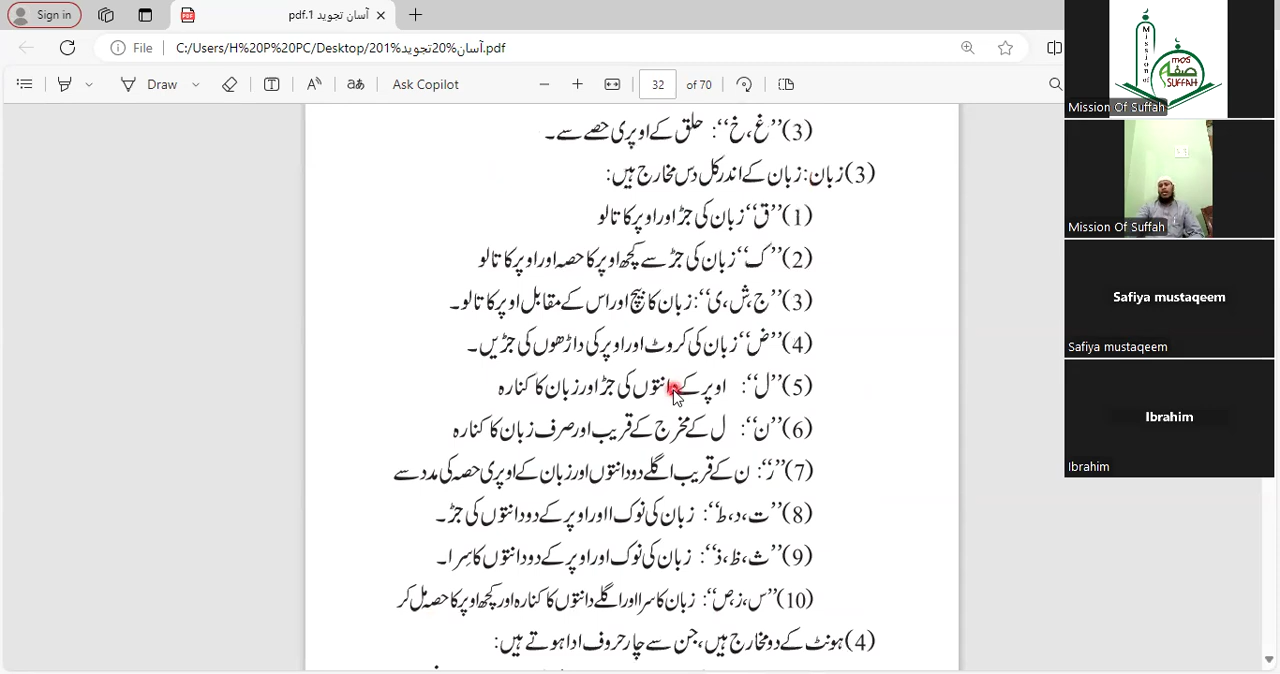 Sign in
آسان تجوید 1.pdf
File
C:/Users/H%20P%20PC/Desktop/201%آسان%20تجوید.pdf
Draw
Ask Copilot
32 of 70
(3)”غ، خ“: حلق کے اوپری حصے سے۔
(3) زبان: زبان کے اندر کل دس مخارج ہیں:
(1)”ق“ زبان کی جڑ اور اوپر کا تالو
(2)”ک“ زبان کی جڑ سے کچھ اوپر کا حصہ اور اوپر کا تالو
(3)”ج، ش، ی“: زبان کا بیچ اور اس کے مقابل اوپر کا تالو۔
(4)”ض“ زبان کی کروٹ اور اوپر کی داڑھوں کی جڑیں۔
(5)”ل“: اوپر کے دانتوں کی جڑ اور زبان کا کنارہ
(6)”ن“: ل کے مخرج کے قریب اور صرف زبان کا کنارہ
(7)”ر“: ن کے قریب اگلے دو دانتوں اور زبان کے اوپری حصہ کی مدد سے
(8)”ت، د، ط“: زبان کی نوک ااور اوپر کے دو دانتوں کی جڑ۔
(9)”ث، ظ، ذ“: زبان کی نوک اور اوپر کے دو دانتوں کا سِرا۔
(10)”س، ز، ص“: زبان کا سرا اور اگلے دانتوں کا کنارہ اور کچھ اوپر کا حصہ مل کر
(4) ہونٹ کے دو مخارج ہیں، جن سے چار حروف ادا ہوتے ہیں:
Mission of
MOS
صفہ
SUFFAH
Mission Of Suffah
Mission Of Suffah
Safiya mustaqeem
Safiya mustaqeem
Ibrahim
Ibrahim